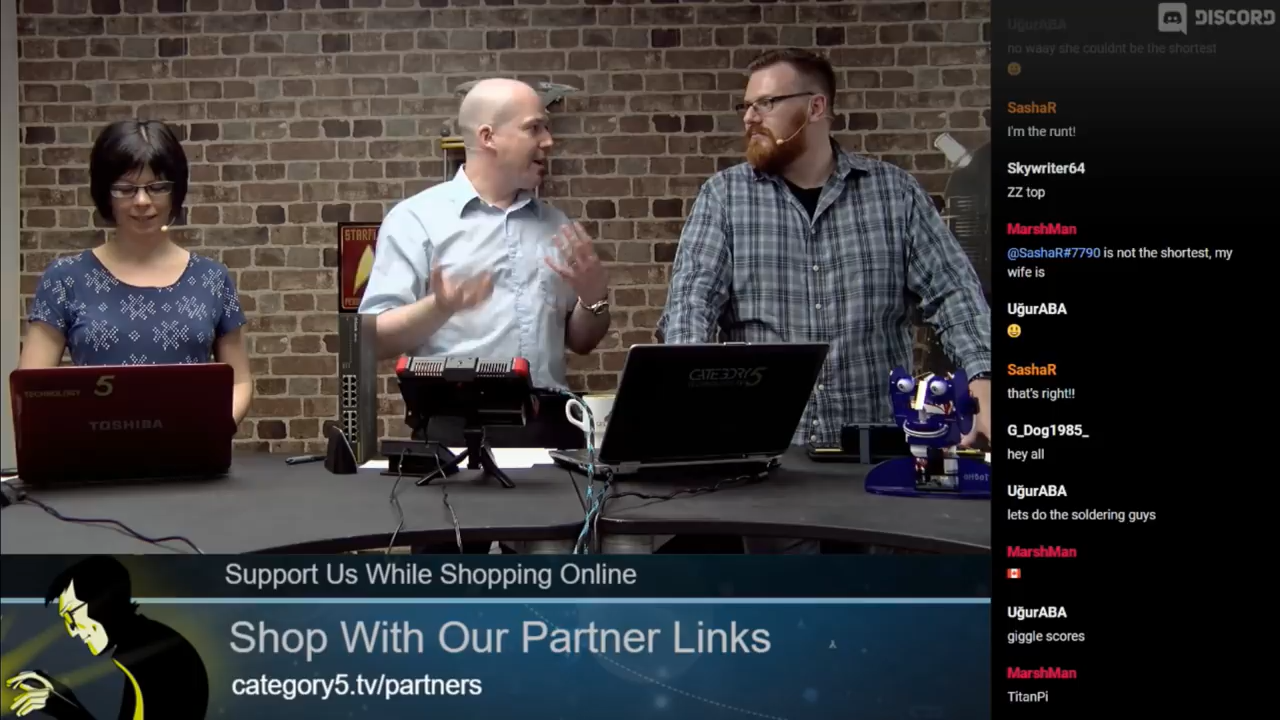 DISCORD
UğurABA
no waay she couldnt be the shortest
SashaR
I'm the runt!
Skywriter64
ZZ top
MarshMan
@SashaR#7790 is not the shortest, my
wife is
UğurABA
SashaR
that's right!!
G_Dog1985_
hey all
UğurABA
lets do the soldering guys
MarshMan
UğurABA
giggle scores
MarshMan
TitanPi
TECHNOLOGY 5
TOSHIBA
CATEGORY5
Support Us While Shopping Online
Shop With Our Partner Links
category5.tv/partners